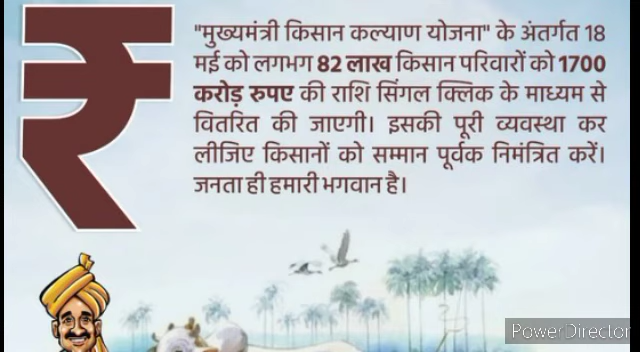 "मुख्यमंत्री किसान कल्याण योजना" के अंतर्गत 18
मई को लगभग 82 लाख किसान परिवारों को 1700
करोड़ रुपए की राशि सिंगल क्लिक के माध्यम से
वितरित की जाएगी। इसकी पूरी व्यवस्था कर
लीजिए किसानों को सम्मान पूर्वक निमंत्रित करें।
जनता ही हमारी भगवान है।
₹
PowerDirector